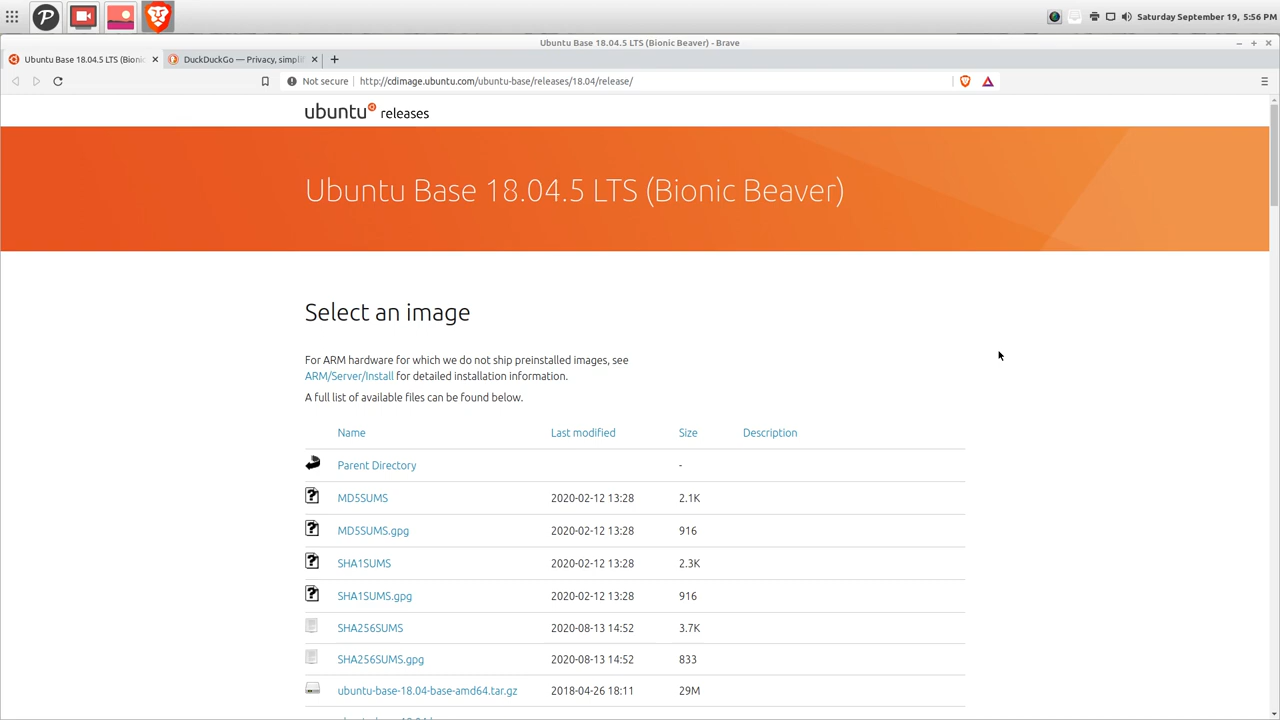 Saturday September 19, 5:56 PM
Ubuntu Base 18.04.5 LTS (Bionic Beaver) - Brave
Ubuntu Base 18.04.5 LTS (Bionic
DuckDuckGo — Privacy, simpli
Not secure
http://cdimage.ubuntu.com/ubuntu-base/releases/18.04/release/
ubuntu releases
Ubuntu Base 18.04.5 LTS (Bionic Beaver)
Select an image
For ARM hardware for which we do not ship preinstalled images, see
ARM/Server/Install for detailed installation information.
A full list of available files can be found below.
Name Last modified Size Description
Parent Directory -
MD5SUMS 2020-02-12 13:28 2.1K
MD5SUMS.gpg 2020-02-12 13:28 916
SHA1SUMS 2020-02-12 13:28 2.3K
SHA1SUMS.gpg 2020-02-12 13:28 916
SHA256SUMS 2020-08-13 14:52 3.7K
SHA256SUMS.gpg 2020-08-13 14:52 833
ubuntu-base-18.04-base-amd64.tar.gz 2018-04-26 18:11 29M